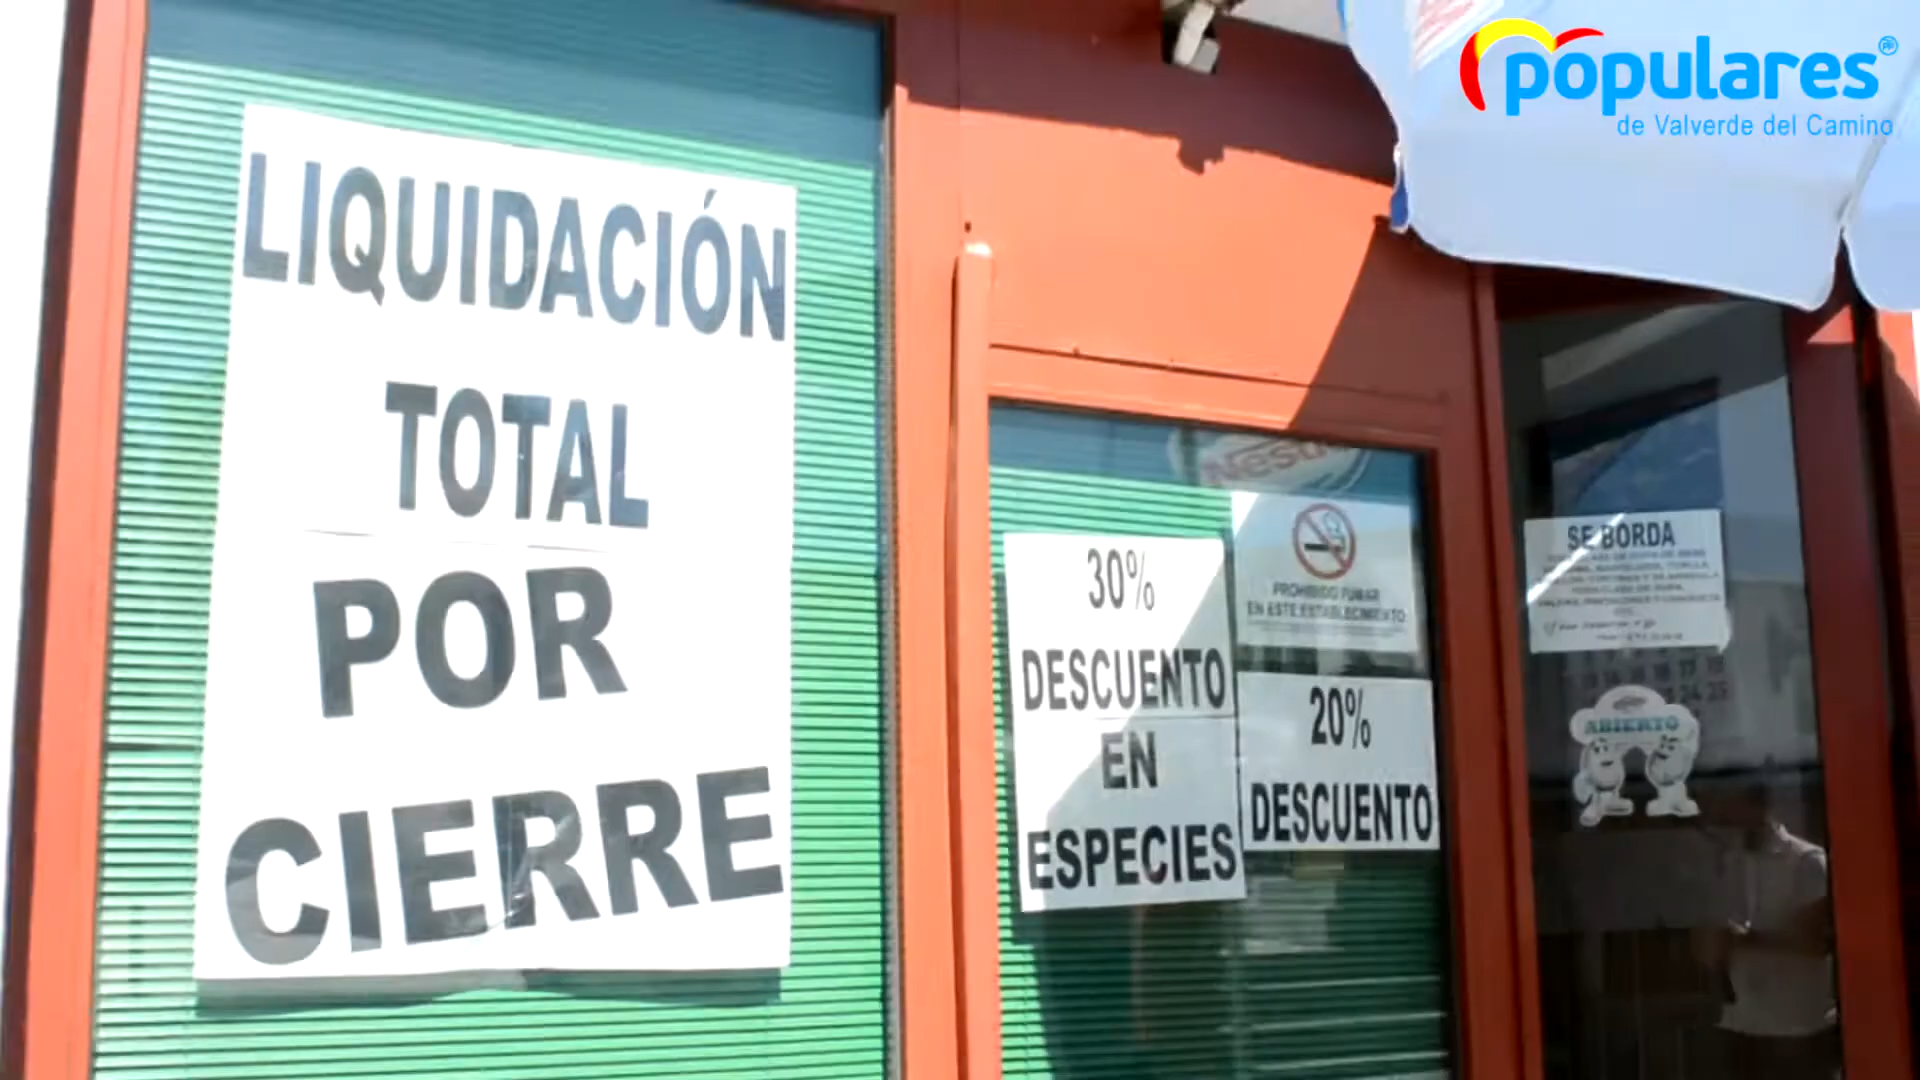 populares
de Valverde del Camino
LIQUIDACIÓN
TOTAL
POR
CIERRE
Nestlé
30%
DESCUENTO
EN
ESPECIES
PROHIBIDO FUMAR
EN ESTE ESTABLECIMIENTO
20%
DESCUENTO
SE BORDA
ABIERTO